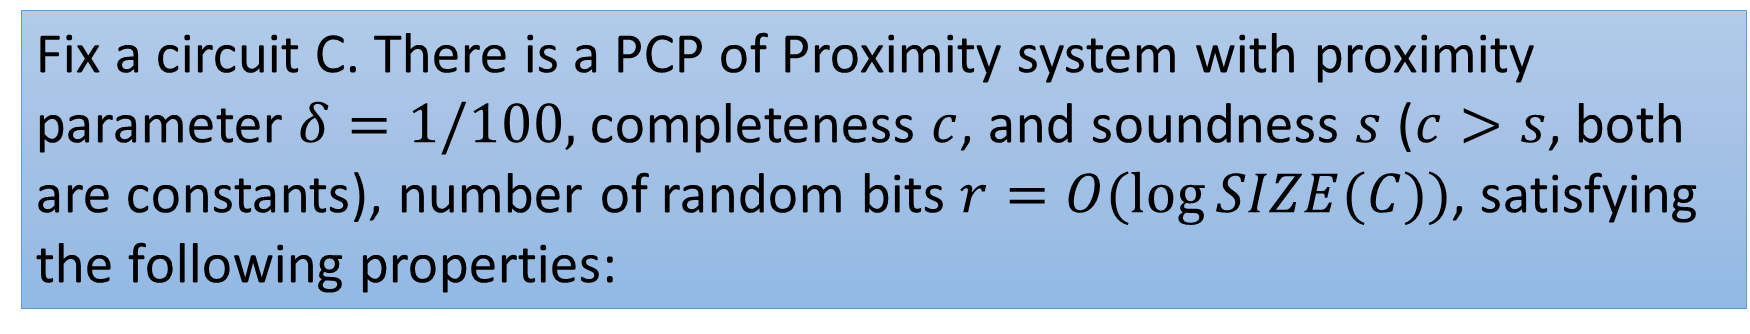 Fix a circuit C. There is a PCP of Proximity system with proximity
parameter δ = 1/100, completeness c, and soundness s (c > s, both
are constants), number of random bits r = O(log SIZE(C)), satisfying
the following properties: